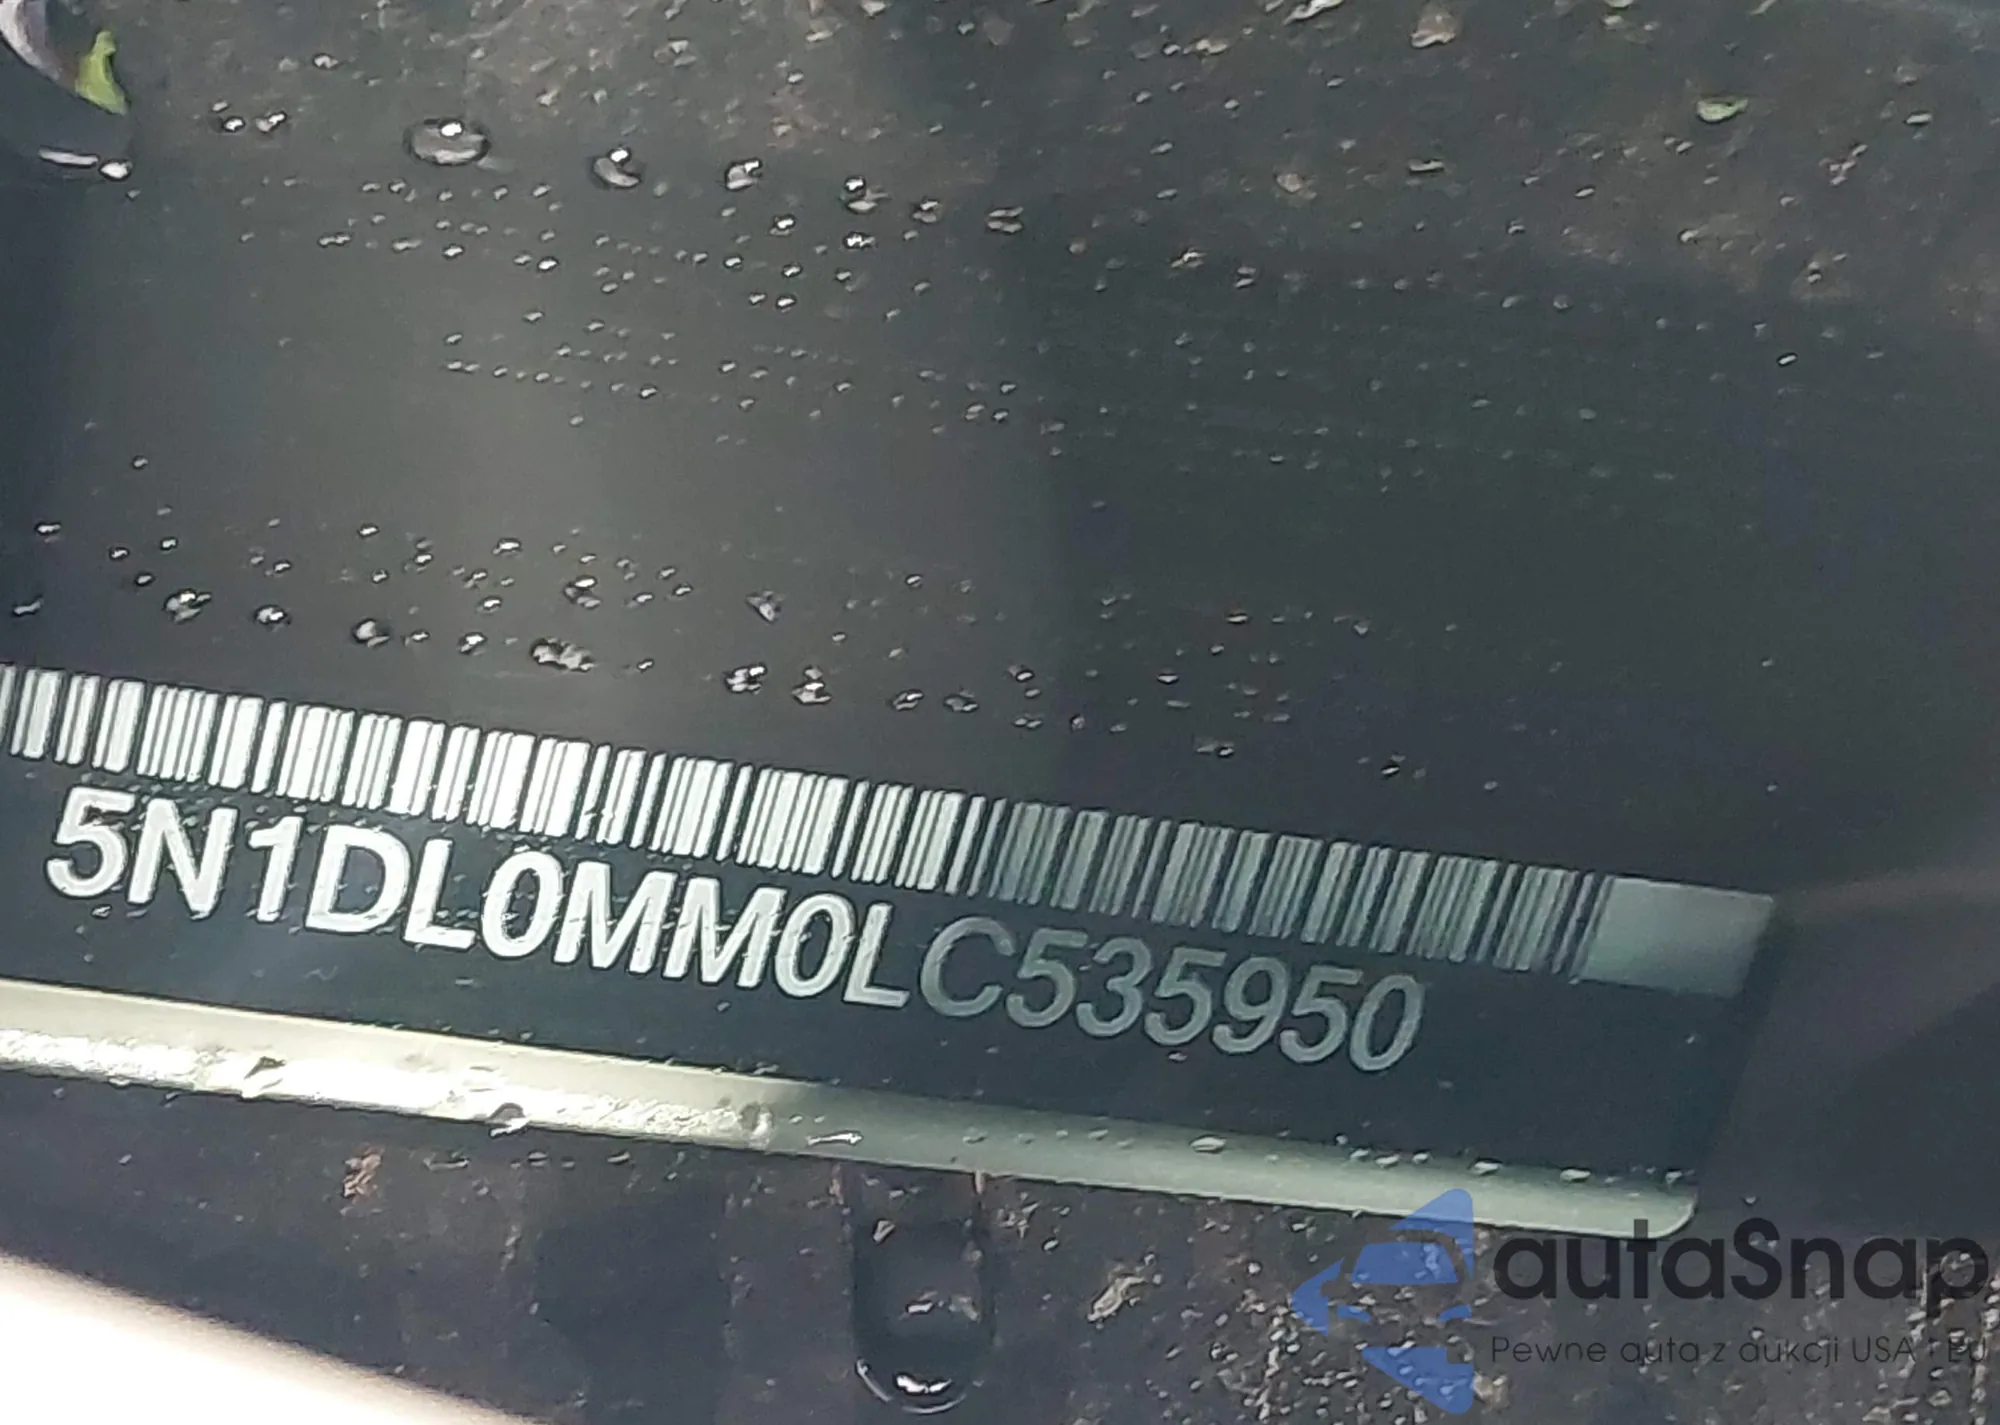 5N1DL0MM0LC535950
autaSnap
Pewne auta z aukcji USA i EU